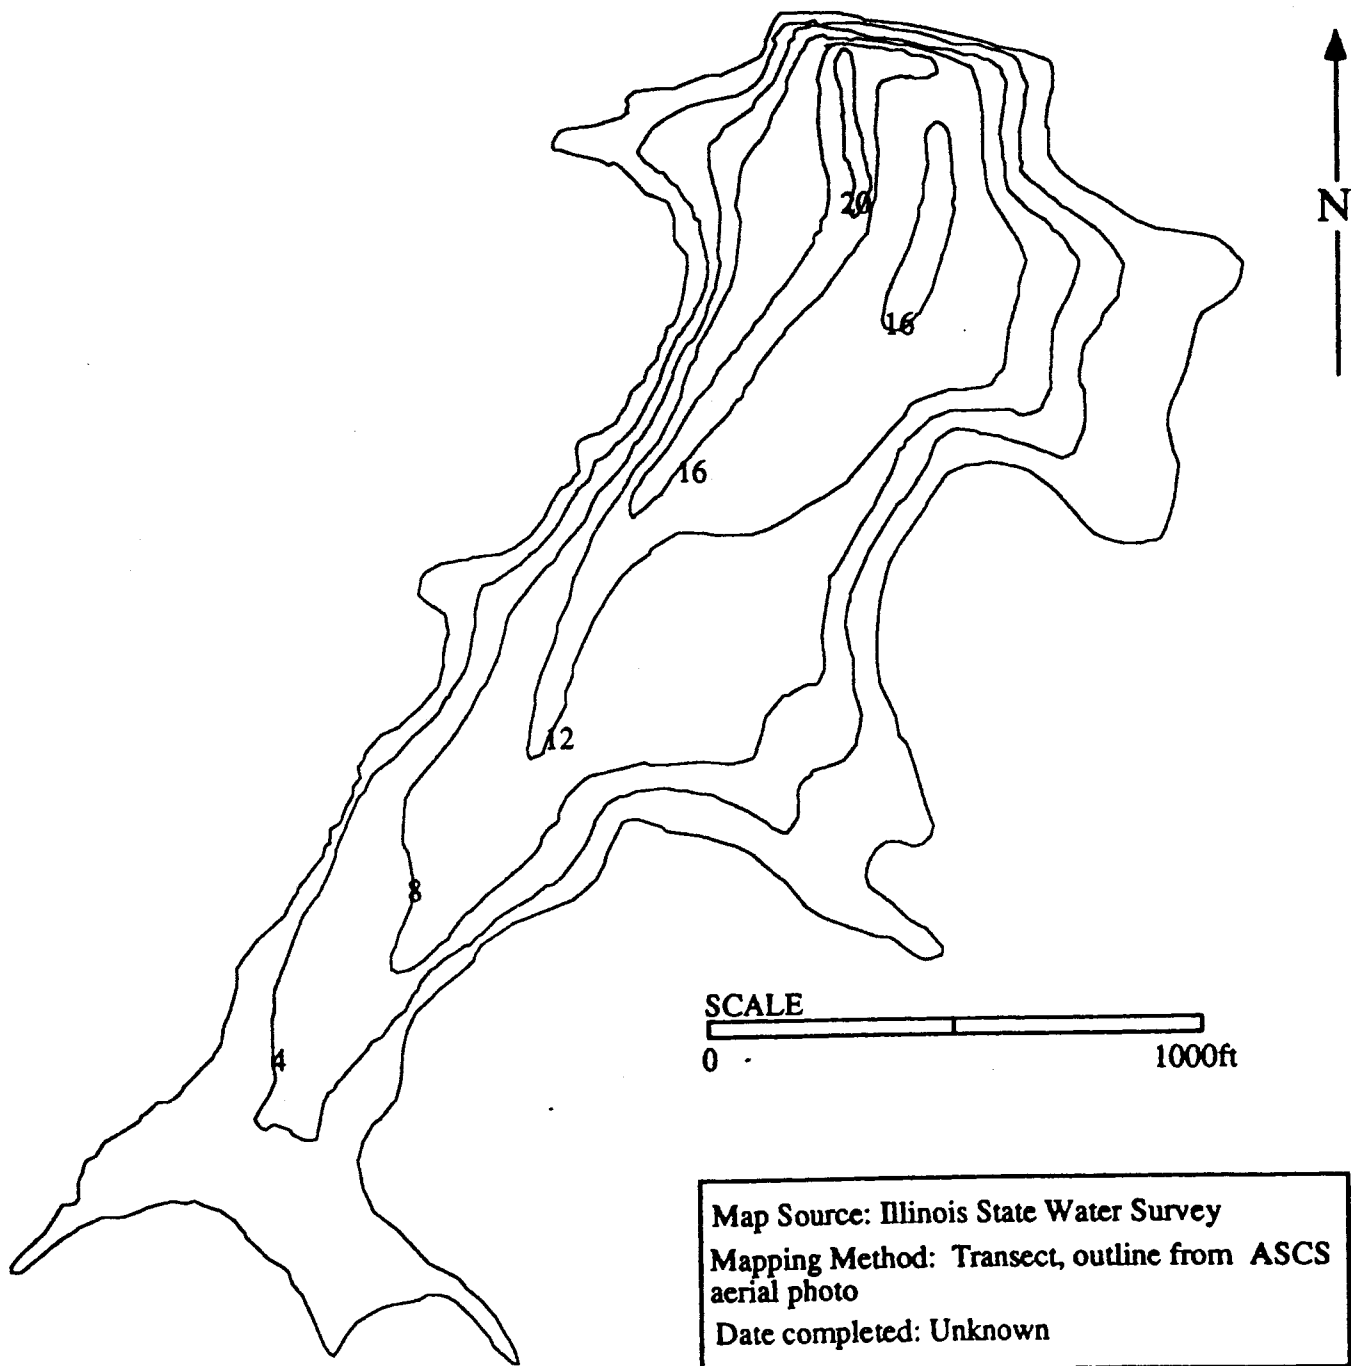 N
20
16
16
12
8
4
SCALE
0 1000ft
Map Source: Illinois State Water Survey
Mapping Method: Transect, outline from ASCS
aerial photo
Date completed: Unknown